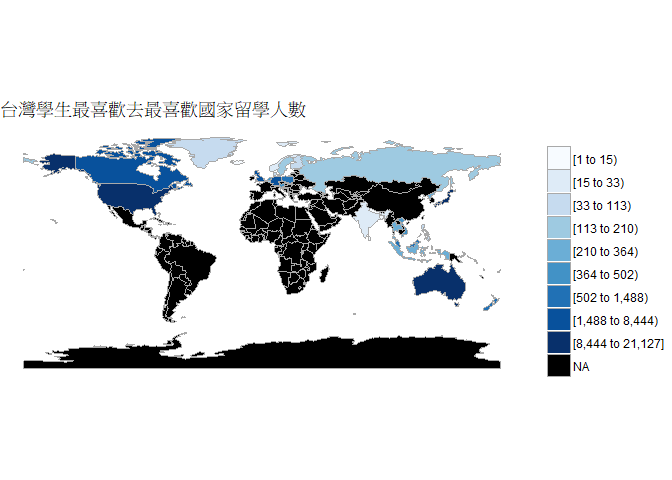 台灣學生最喜歡去最喜歡國家留學人數
[1 to 15)
[15 to 33)
[33 to 113)
[113 to 210)
[210 to 364)
[364 to 502)
[502 to 1,488)
[1,488 to 8,444)
[8,444 to 21,127]
NA